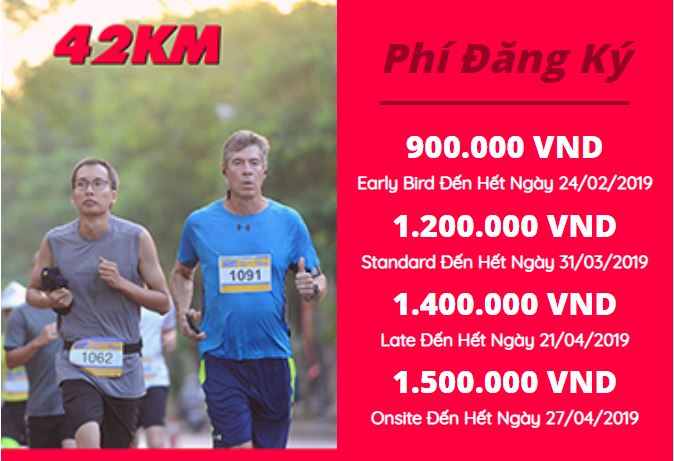 42KM
Phí Đăng Ký
900.000 VND
Early Bird Đến Hết Ngày 24/02/2019
1.200.000 VND
Standard Đến Hết Ngày 31/03/2019
1.400.000 VND
Late Đến Hết Ngày 21/04/2019
1.500.000 VND
Onsite Đến Hết Ngày 27/04/2019
1091
1062